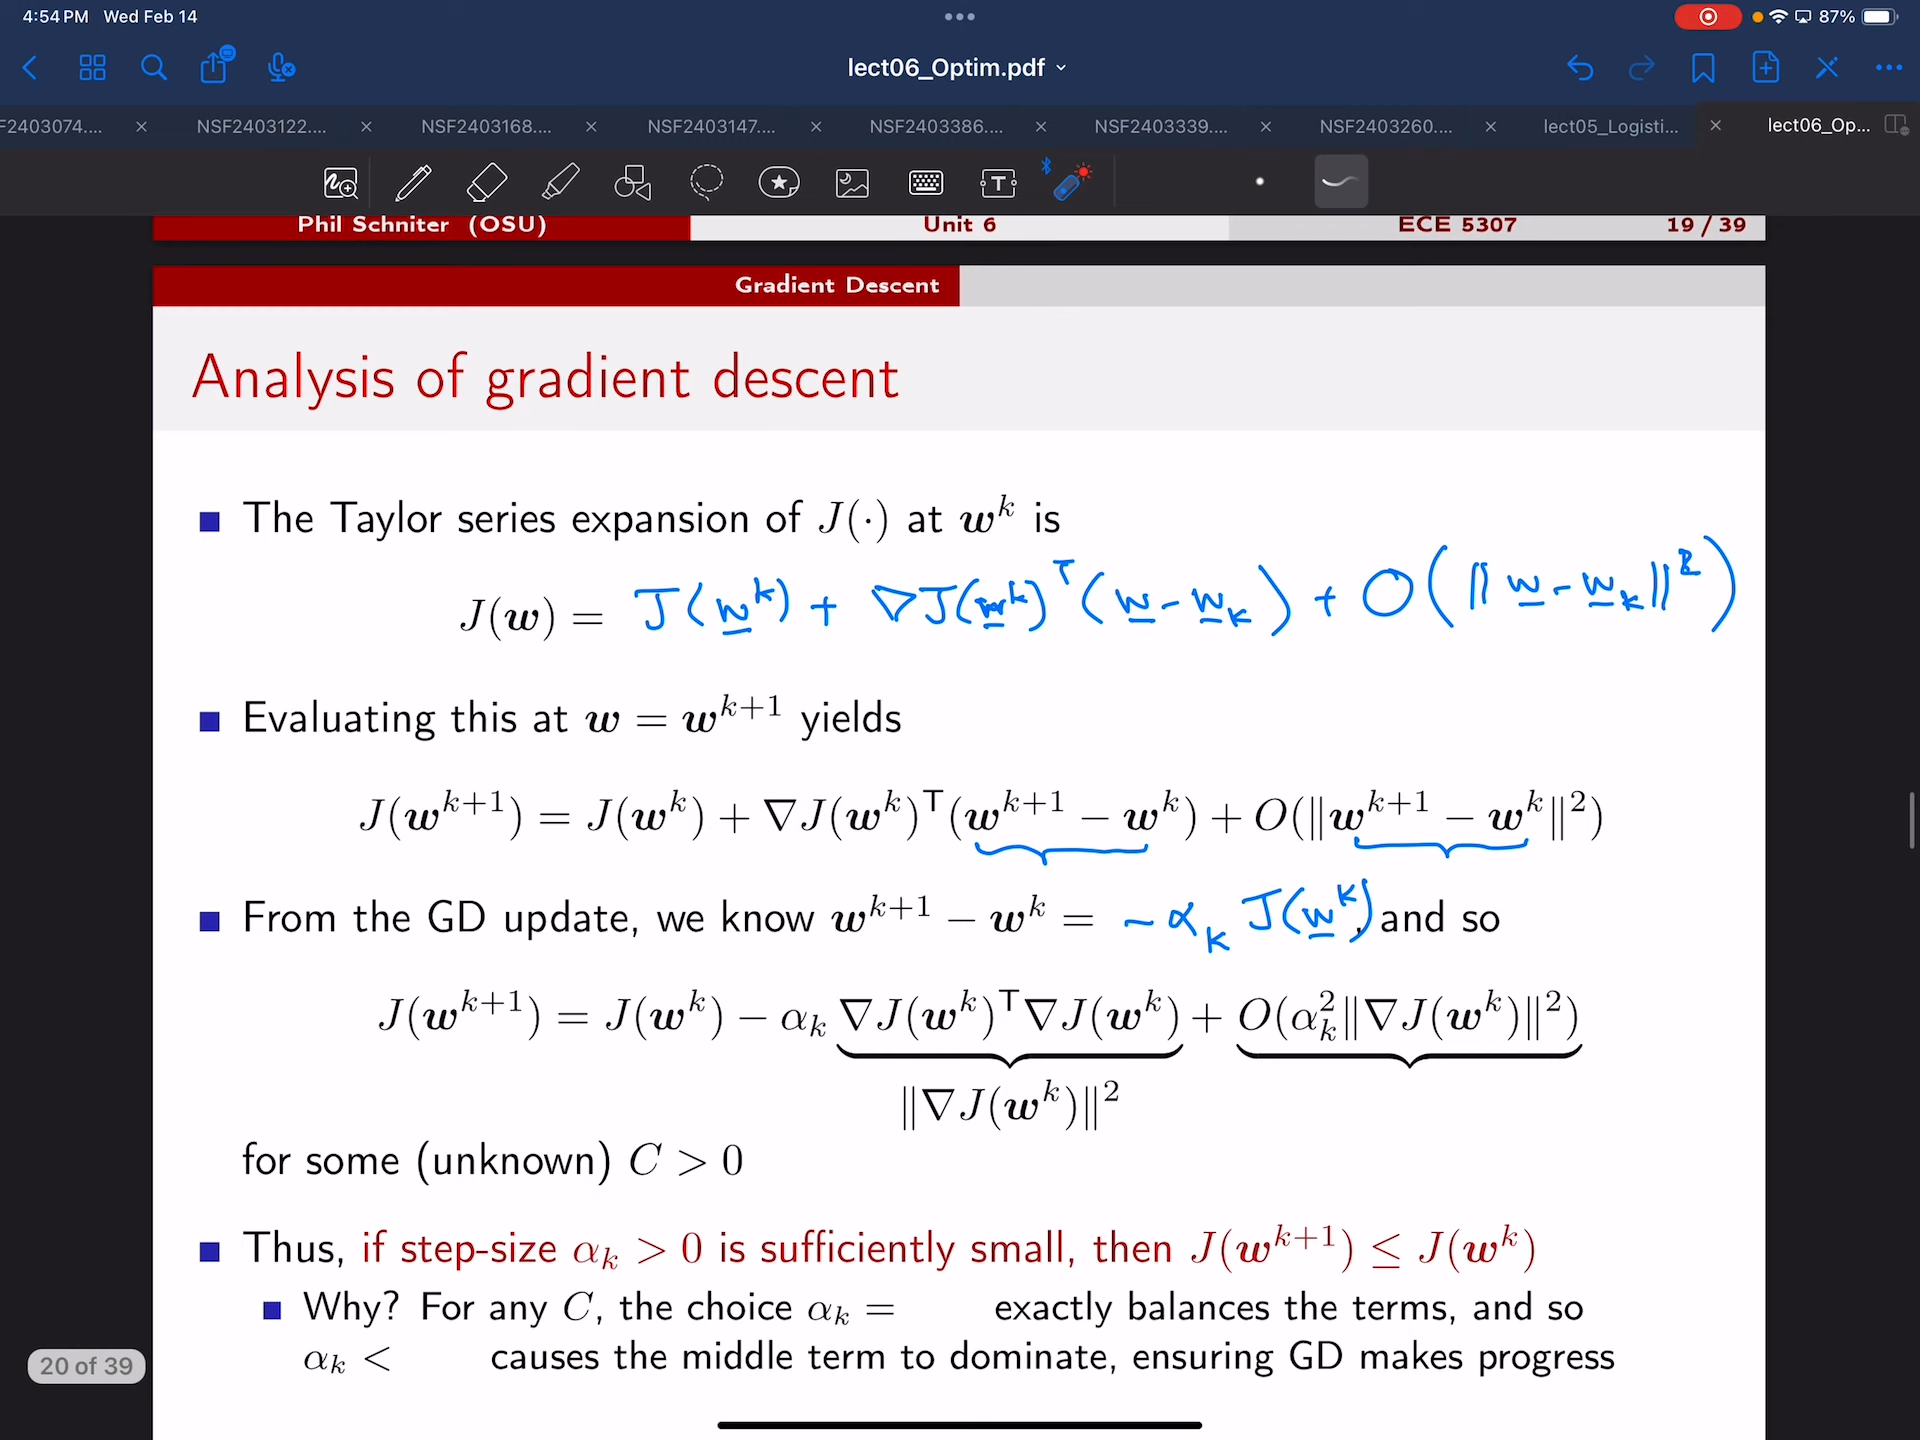 4:54 PM Wed Feb 14 87%
lect06_Optim.pdf
F2403074.... NSF2403122.... NSF2403168.... NSF2403147.... NSF2403386.... NSF2403339.... NSF2403260.... lect05_Logisti... lect06_Op...
Phil Schniter (OSU) Unit 6 ECE 5307 19 / 39
Gradient Descent
Analysis of gradient descent
■ The Taylor series expansion of J(·) at w^k is
J(w) = J(w^k) + ∇J(w^k)^T (w - w_k) + O(‖w - w_k‖^2)
■ Evaluating this at w = w^{k+1} yields
J(w^{k+1}) = J(w^k) + ∇J(w^k)^T(w^{k+1} − w^k) + O(‖w^{k+1} − w^k‖^2)
■ From the GD update, we know w^{k+1} − w^k = -α_k J(w^k), and so
J(w^{k+1}) = J(w^k) − α_k ∇J(w^k)^T∇J(w^k) + O(α_k^2‖∇J(w^k)‖^2)
‖∇J(w^k)‖^2
for some (unknown) C > 0
■ Thus, if step-size α_k > 0 is sufficiently small, then J(w^{k+1}) ≤ J(w^k)
■ Why? For any C, the choice α_k = exactly balances the terms, and so
α_k < causes the middle term to dominate, ensuring GD makes progress
20 of 39